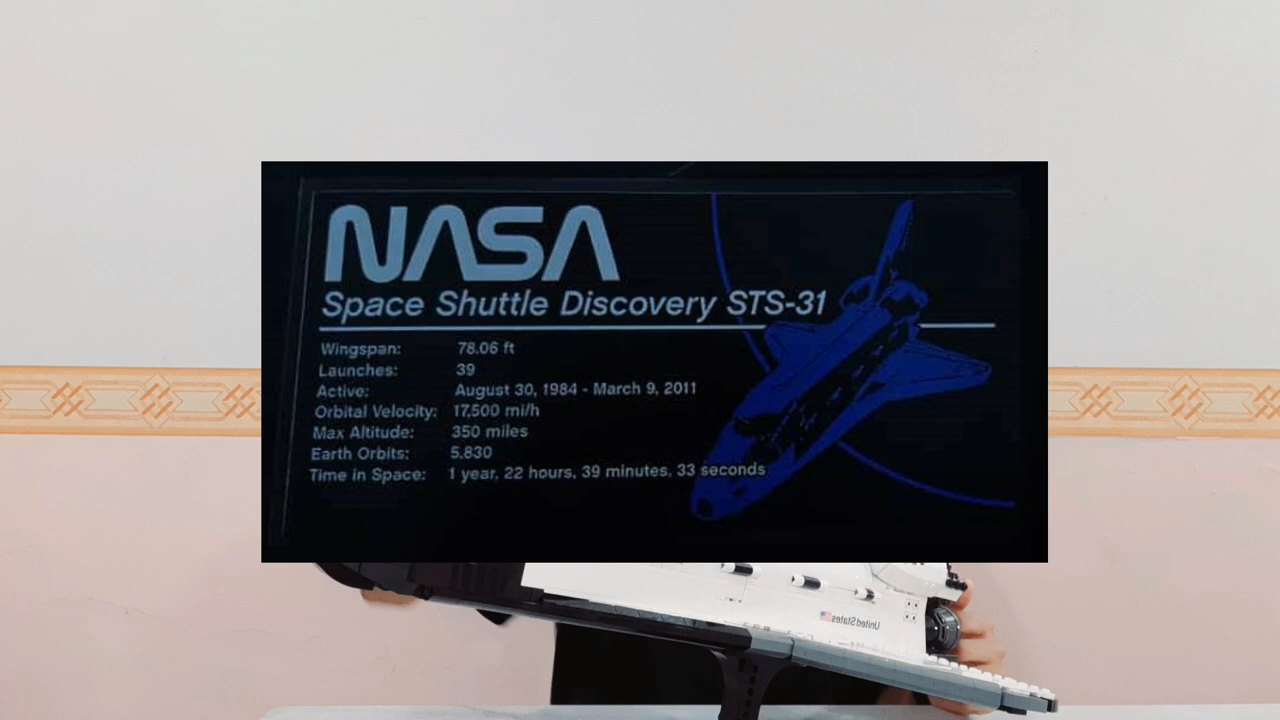 NASA
Space Shuttle Discovery STS-31
Wingspan: 78.06 ft
Launches: 39
Active: August 30, 1984 - March 9, 2011
Orbital Velocity: 17,500 mi/h
Max Altitude: 350 miles
Earth Orbits: 5,830
Time in Space: 1 year, 22 hours, 39 minutes, 33 seconds
United States